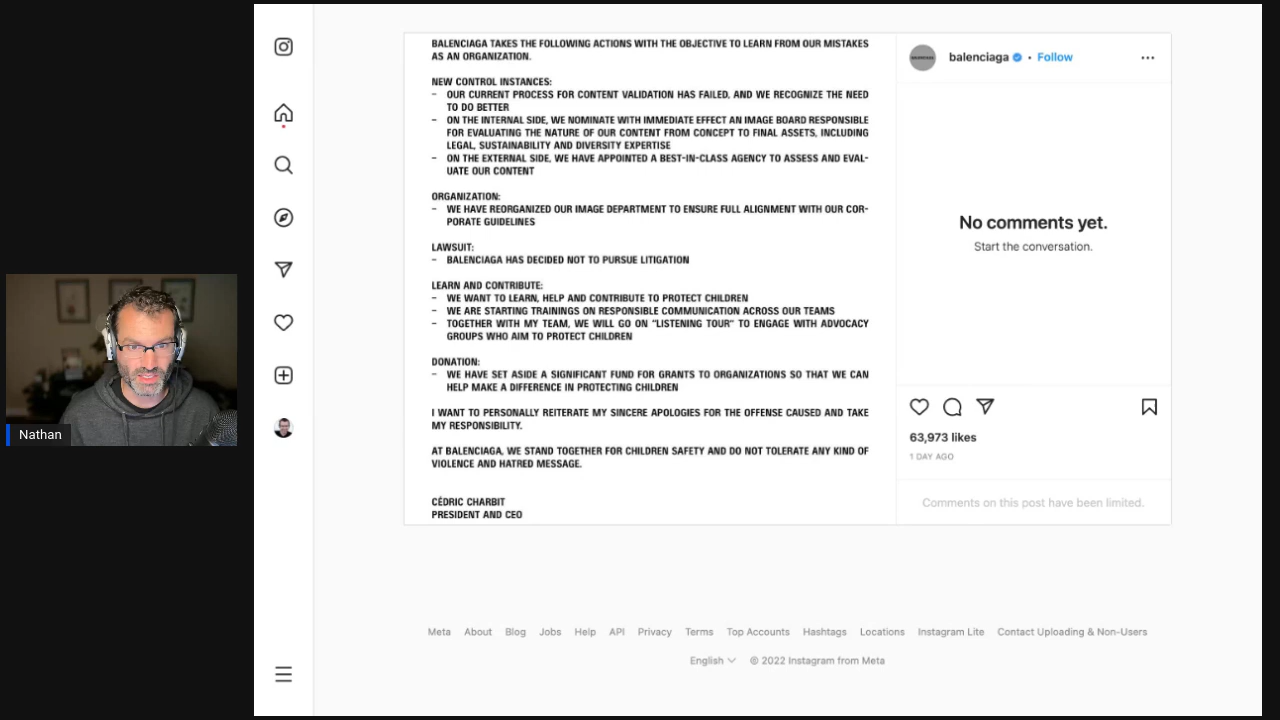 BALENCIAGA TAKES THE FOLLOWING ACTIONS WITH THE OBJECTIVE TO LEARN FROM OUR MISTAKES
AS AN ORGANIZATION.
NEW CONTROL INSTANCES:
- OUR CURRENT PROCESS FOR CONTENT VALIDATION HAS FAILED, AND WE RECOGNIZE THE NEED
TO DO BETTER
- ON THE INTERNAL SIDE, WE NOMINATE WITH IMMEDIATE EFFECT AN IMAGE BOARD RESPONSIBLE
FOR EVALUATING THE NATURE OF OUR CONTENT FROM CONCEPT TO FINAL ASSETS, INCLUDING
LEGAL, SUSTAINABILITY AND DIVERSITY EXPERTISE
- ON THE EXTERNAL SIDE, WE HAVE APPOINTED A BEST-IN-CLASS AGENCY TO ASSESS AND EVAL-
UATE OUR CONTENT
ORGANIZATION:
- WE HAVE REORGANIZED OUR IMAGE DEPARTMENT TO ENSURE FULL ALIGNMENT WITH OUR COR-
PORATE GUIDELINES
LAWSUIT:
- BALENCIAGA HAS DECIDED NOT TO PURSUE LITIGATION
LEARN AND CONTRIBUTE:
- WE WANT TO LEARN, HELP AND CONTRIBUTE TO PROTECT CHILDREN
- WE ARE STARTING TRAININGS ON RESPONSIBLE COMMUNICATION ACROSS OUR TEAMS
- TOGETHER WITH MY TEAM, WE WILL GO ON "LISTENING TOUR" TO ENGAGE WITH ADVOCACY
GROUPS WHO AIM TO PROTECT CHILDREN
DONATION:
- WE HAVE SET ASIDE A SIGNIFICANT FUND FOR GRANTS TO ORGANIZATIONS SO THAT WE CAN
HELP MAKE A DIFFERENCE IN PROTECTING CHILDREN
I WANT TO PERSONALLY REITERATE MY SINCERE APOLOGIES FOR THE OFFENSE CAUSED AND TAKE
MY RESPONSIBILITY.
AT BALENCIAGA, WE STAND TOGETHER FOR CHILDREN SAFETY AND DO NOT TOLERATE ANY KIND OF
VIOLENCE AND HATRED MESSAGE.
CÉDRIC CHARBIT
PRESIDENT AND CEO
balenciaga • Follow
No comments yet.
Start the conversation.
63,973 likes
1 DAY AGO
Comments on this post have been limited.
Nathan
Meta About Blog Jobs Help API Privacy Terms Top Accounts Hashtags Locations Instagram Lite Contact Uploading & Non-Users
English © 2022 Instagram from Meta